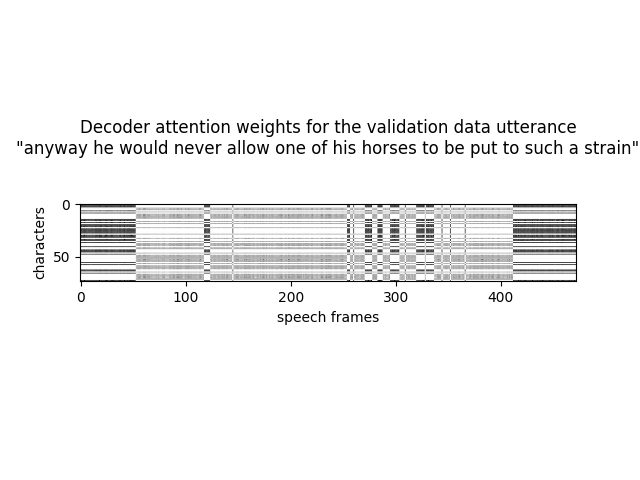 Decoder attention weights for the validation data utterance
"anyway he would never allow one of his horses to be put to such a strain"
characters
0
50
0 100 200 300 400
speech frames